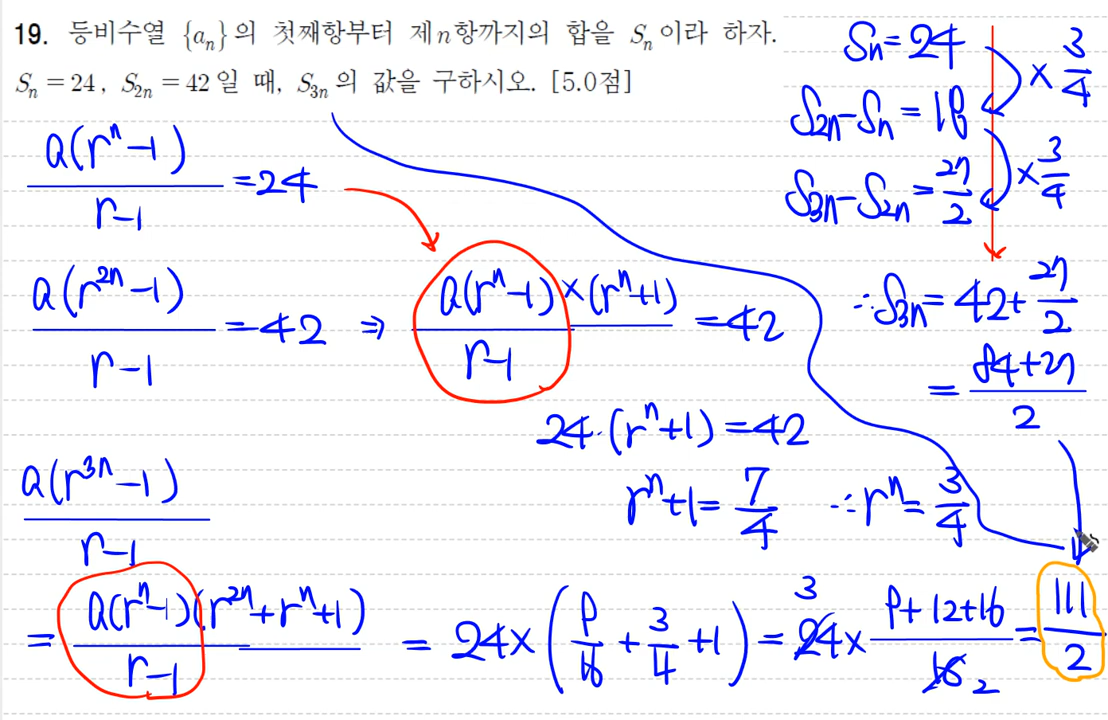 19. 등비수열 {aₙ}의 첫째항부터 제n항까지의 합을 Sₙ이라 하자.
Sₙ = 24, S₂ₙ = 42일 때, S₃ₙ의 값을 구하시오. [5.0점]
a(rⁿ-1)/(r-1) = 24
a(r²ⁿ-1)/(r-1) = 42 ⇒ a(rⁿ-1)×(rⁿ+1)/(r-1) = 42
24·(rⁿ+1) = 42
rⁿ+1 = 7/4 ∴rⁿ = 3/4
a(r³ⁿ-1)/(r-1)
= a(rⁿ-1)(r²ⁿ+rⁿ+1)/(r-1) = 24×(9/16 + 3/4 + 1) = 24× (9+12+16)/16 = 111/2
3
2
Sₙ = 24
× 3/4
S₂ₙ-Sₙ = 18
× 3/4
S₃ₙ-S₂ₙ = 27/2
∴S₃ₙ = 42+ 27/2
= (84+27)/2